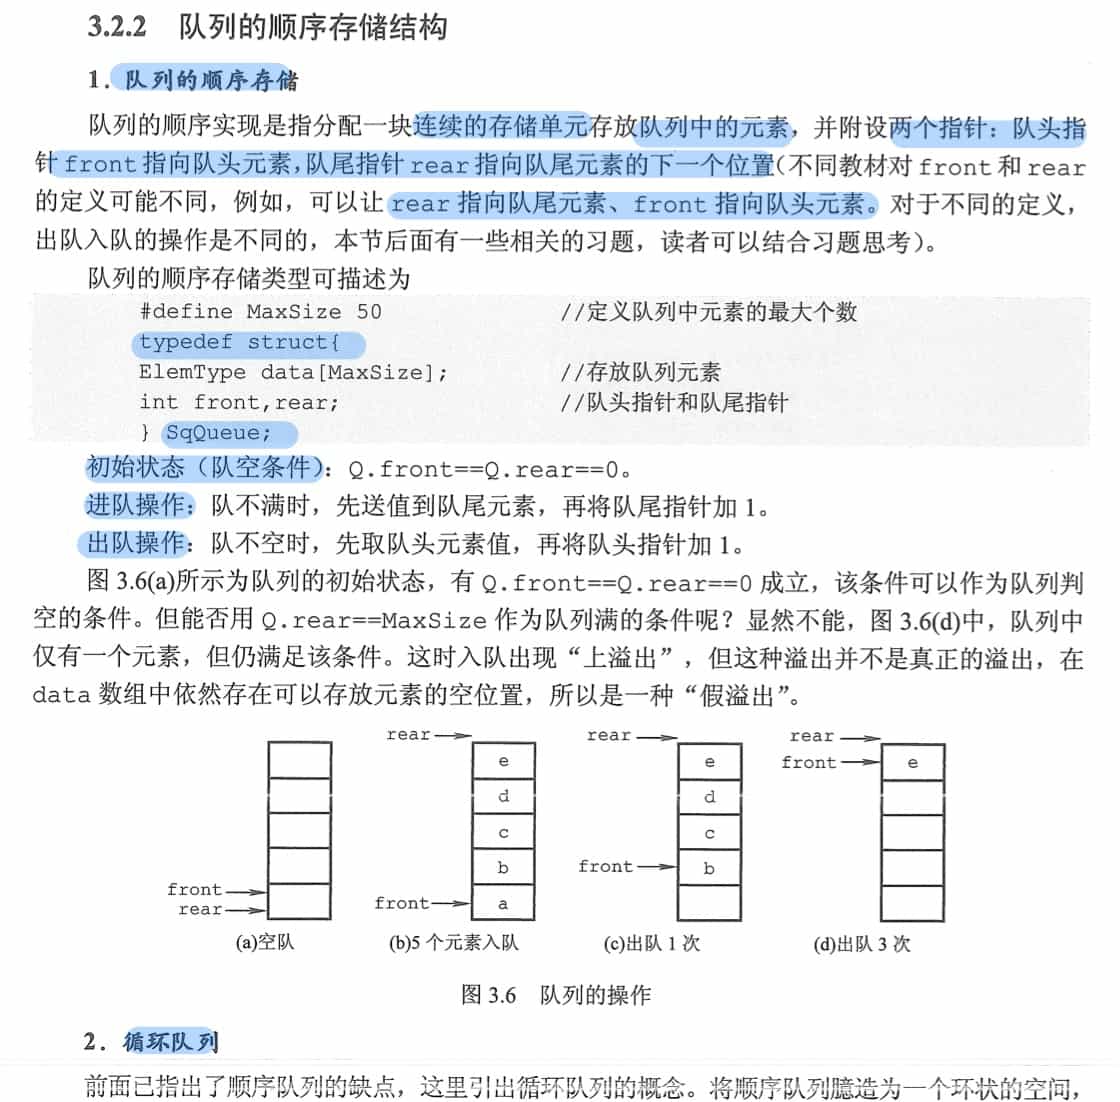 3.2.2 队列的顺序存储结构
1. 队列的顺序存储
队列的顺序实现是指分配一块连续的存储单元存放队列中的元素，并附设两个指针：队头指
针 front 指向队头元素，队尾指针 rear 指向队尾元素的下一个位置（不同教材对 front 和 rear
的定义可能不同，例如，可以让 rear 指向队尾元素、front 指向队头元素。对于不同的定义，
出队入队的操作是不同的，本节后面有一些相关的习题，读者可以结合习题思考）。
队列的顺序存储类型可描述为
#define MaxSize 50 //定义队列中元素的最大个数
typedef struct{
ElemType data[MaxSize]; //存放队列元素
int front,rear; //队头指针和队尾指针
} SqQueue;
初始状态（队空条件）：Q.front==Q.rear==0。
进队操作：队不满时，先送值到队尾元素，再将队尾指针加 1。
出队操作：队不空时，先取队头元素值，再将队头指针加 1。
图 3.6(a)所示为队列的初始状态，有 Q.front==Q.rear==0 成立，该条件可以作为队列判
空的条件。但能否用 Q.rear==MaxSize 作为队列满的条件呢？显然不能，图 3.6(d)中，队列中
仅有一个元素，但仍满足该条件。这时入队出现“上溢出”，但这种溢出并不是真正的溢出，在
data 数组中依然存在可以存放元素的空位置，所以是一种“假溢出”。
front
rear
(a)空队
rear
e
d
c
b
front
a
(b)5 个元素入队
rear
e
d
c
front
b
(c)出队 1 次
rear
front
e
(d)出队 3 次
图 3.6 队列的操作
2. 循环队列
前面已指出了顺序队列的缺点，这里引出循环队列的概念。将顺序队列臆造为一个环状的空间，